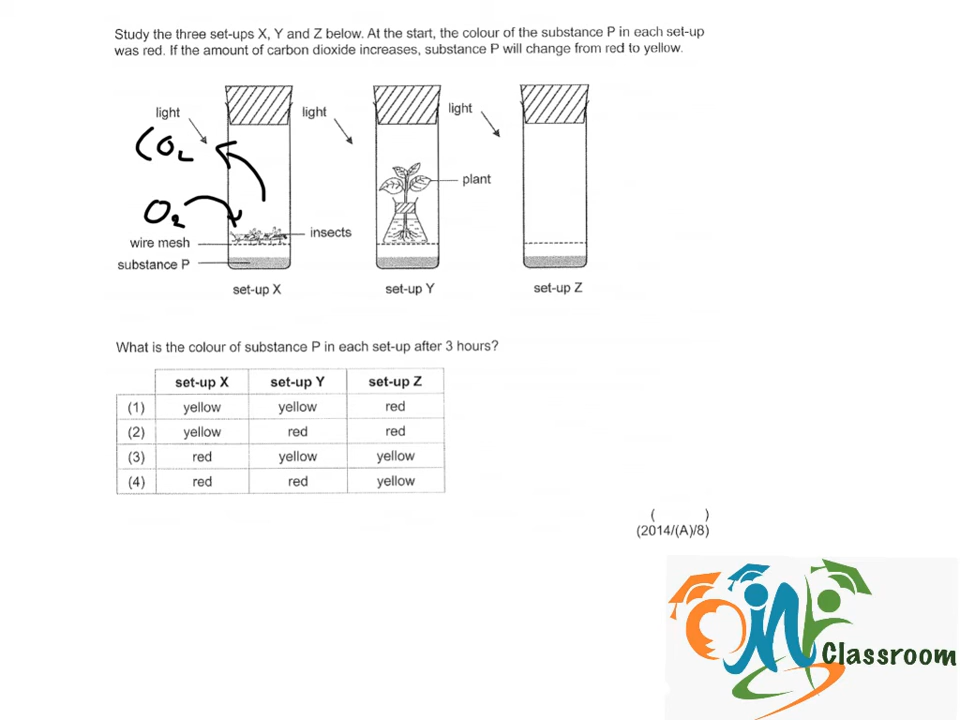 Study the three set-ups X, Y and Z below. At the start, the colour of the substance P in each set-up
was red. If the amount of carbon dioxide increases, substance P will change from red to yellow.
light
light
light
CO2
plant
O2
insects
wire mesh
substance P
set-up X
set-up Y
set-up Z
What is the colour of substance P in each set-up after 3 hours?
set-up X set-up Y set-up Z
(1) yellow yellow red
(2) yellow red red
(3) red yellow yellow
(4) red red yellow
( )
(2014/(A)/8)
Classroom